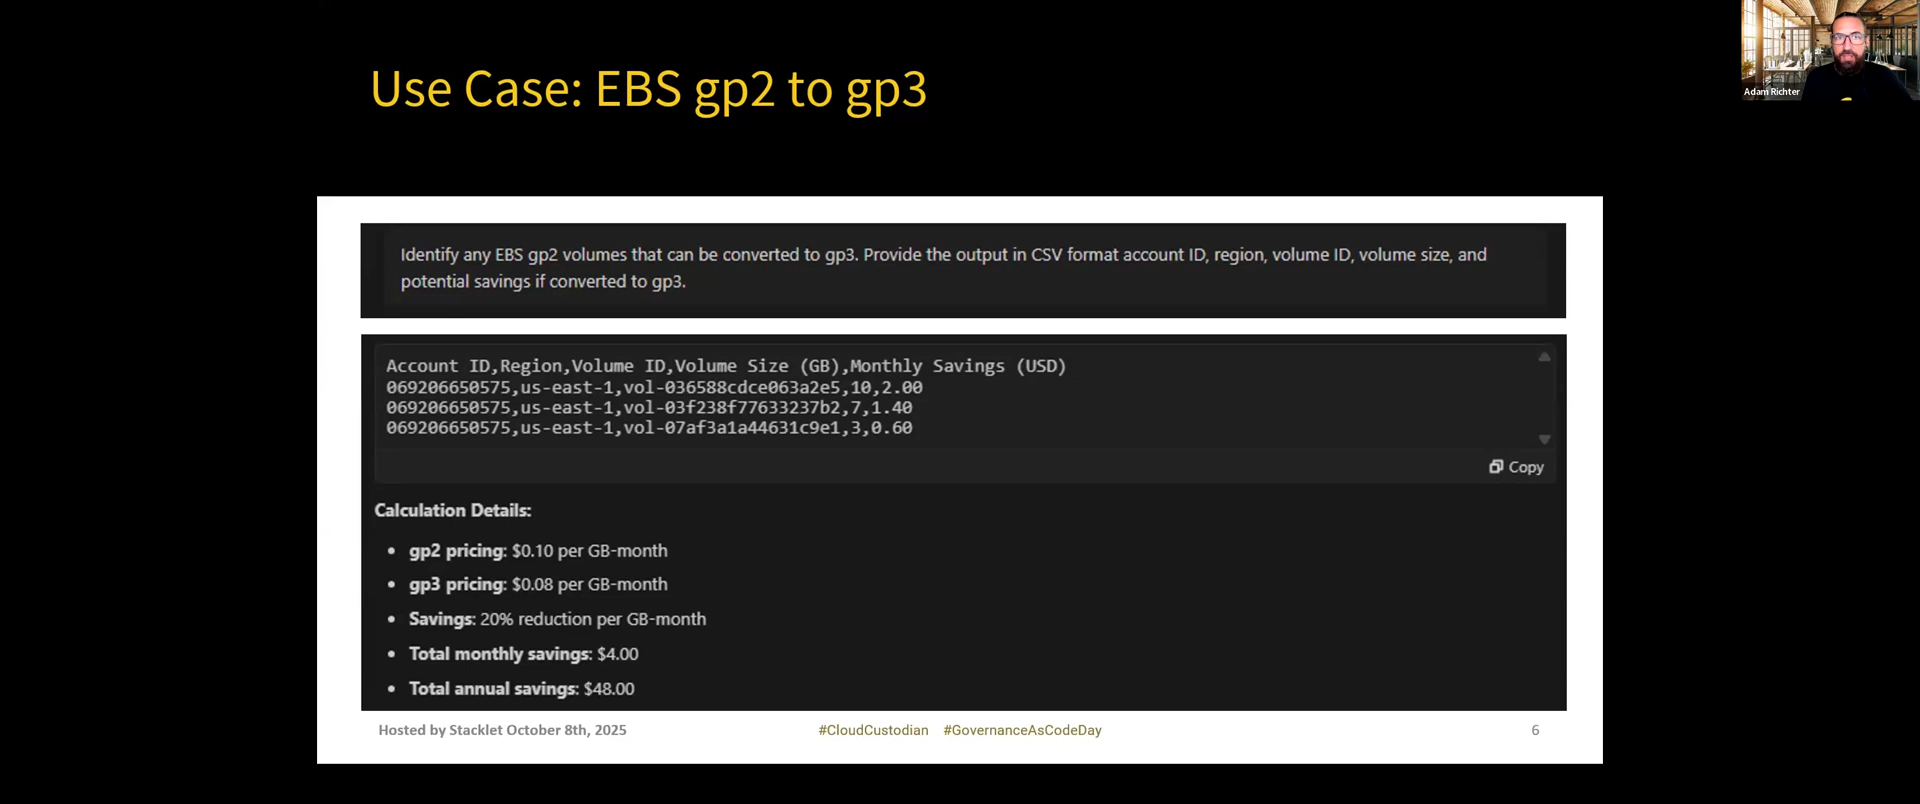 Use Case: EBS gp2 to gp3
Adam Richter
Identify any EBS gp2 volumes that can be converted to gp3. Provide the output in CSV format account ID, region, volume ID, volume size, and
potential savings if converted to gp3.
Account ID,Region,Volume ID,Volume Size (GB),Monthly Savings (USD)
069206650575,us-east-1,vol-036588cdce063a2e5,10,2.00
069206650575,us-east-1,vol-03f238f77633237b2,7,1.40
069206650575,us-east-1,vol-07af3a1a44631c9e1,3,0.60
Copy
Calculation Details:
• gp2 pricing: $0.10 per GB-month
• gp3 pricing: $0.08 per GB-month
• Savings: 20% reduction per GB-month
• Total monthly savings: $4.00
• Total annual savings: $48.00
Hosted by Stacklet October 8th, 2025
#CloudCustodian #GovernanceAsCodeDay
6